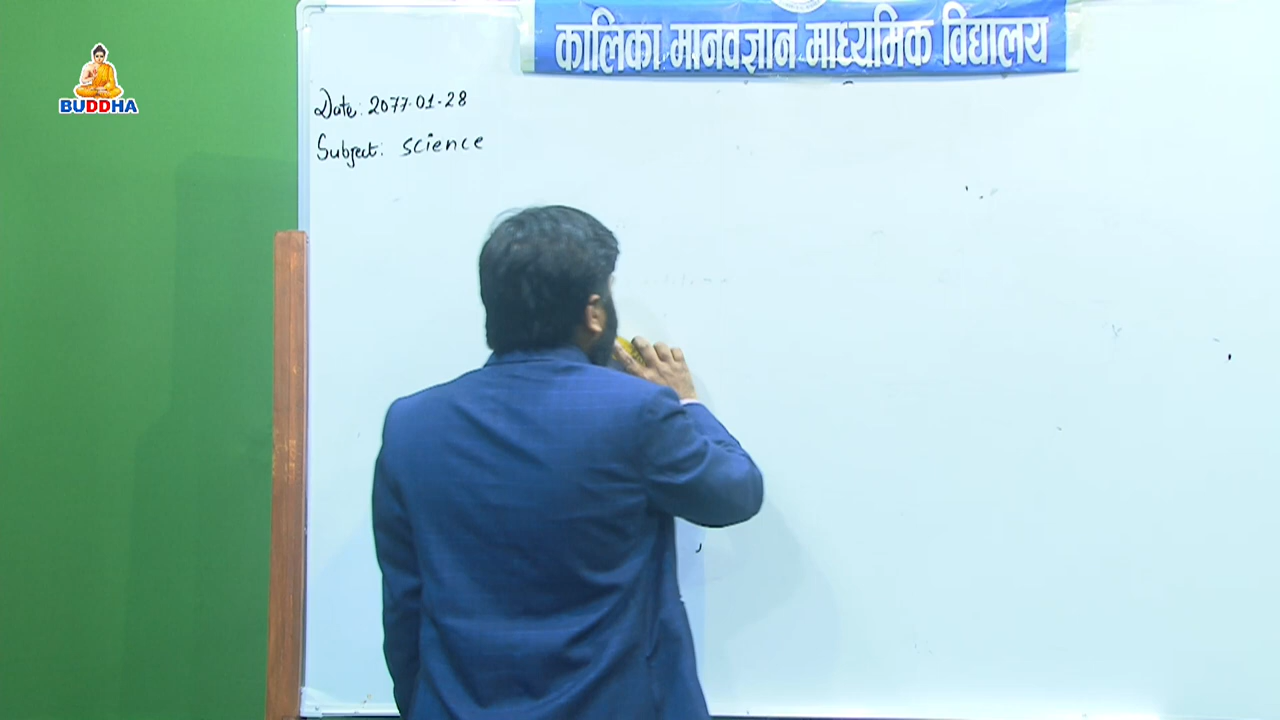 BUDDHA
कालिका मानवज्ञान माध्यमिक विद्यालय
Date: 2077.01.28
Subject: science